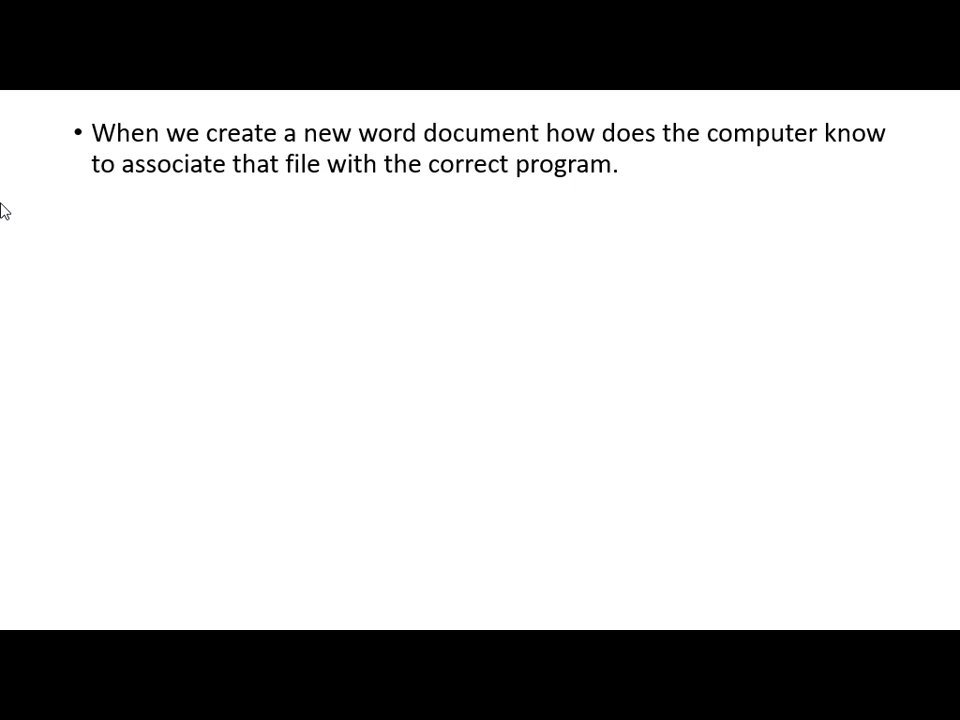 • When we create a new word document how does the computer know
to associate that file with the correct program.